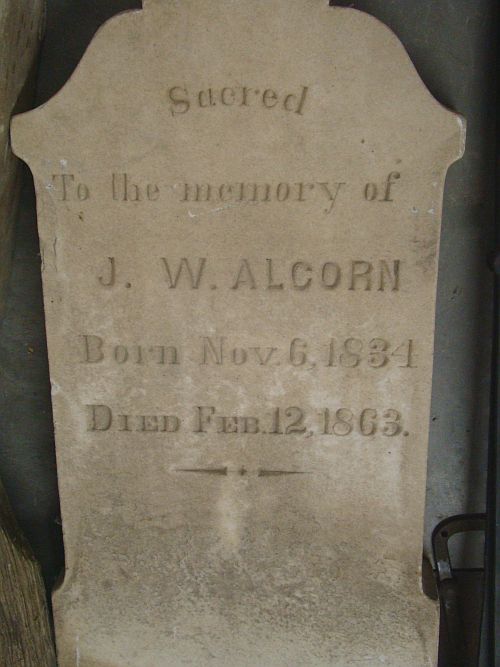 Sacred
To the memory of
J. W. ALCORN
Born Nov. 6, 1834
DIED FEB. 12, 1863.